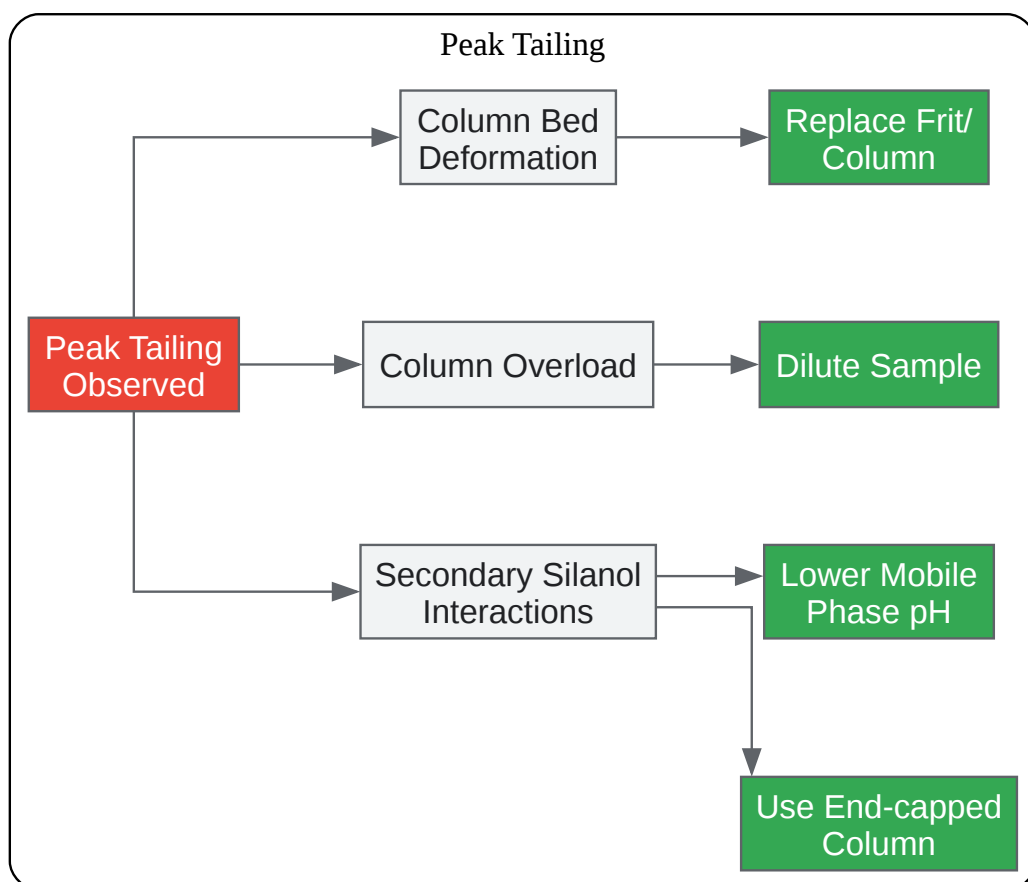 Peak Tailing
Column Bed
Deformation
Replace Frit/
Column
Peak Tailing
Observed
Column Overload
Dilute Sample
Secondary Silanol
Interactions
Lower Mobile
Phase pH
Use End-capped
Column